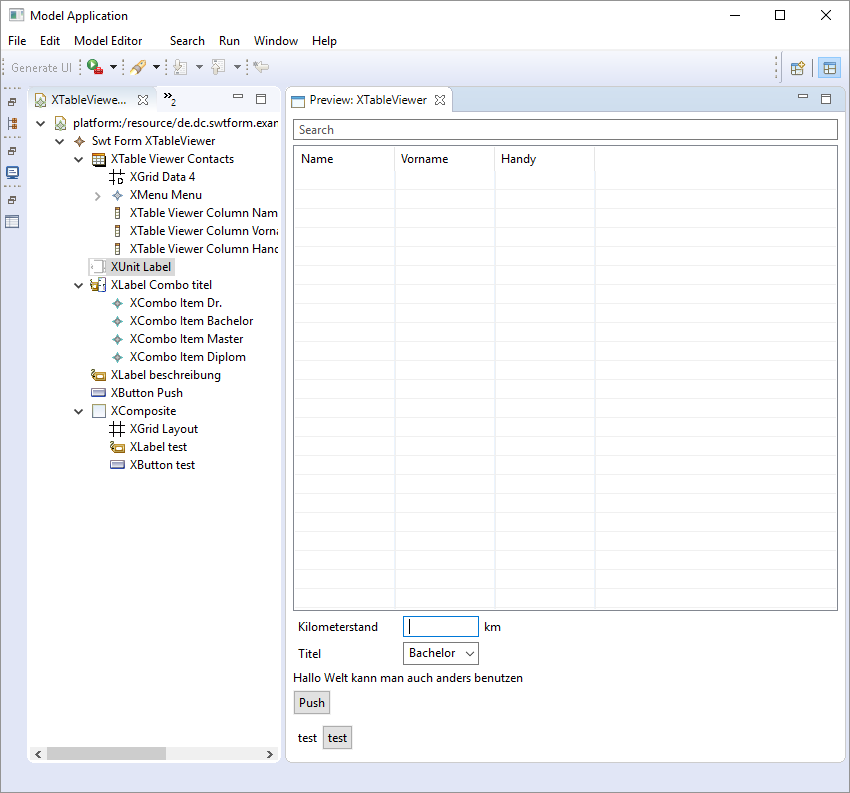 Model Application
File Edit Model Editor Search Run Window Help
Generate UI
XTableViewe... 2
platform:/resource/de.dc.swtform.exar
Swt Form XTableViewer
XTable Viewer Contacts
XGrid Data 4
XMenu Menu
XTable Viewer Column Nam
XTable Viewer Column Vorna
XTable Viewer Column Hanc
XUnit Label
XLabel Combo titel
XCombo Item Dr.
XCombo Item Bachelor
XCombo Item Master
XCombo Item Diplom
XLabel beschreibung
XButton Push
XComposite
XGrid Layout
XLabel test
XButton test
Preview: XTableViewer
Search
Name Vorname Handy
Kilometerstand km
Titel Bachelor
Hallo Welt kann man auch anders benutzen
Push
test test